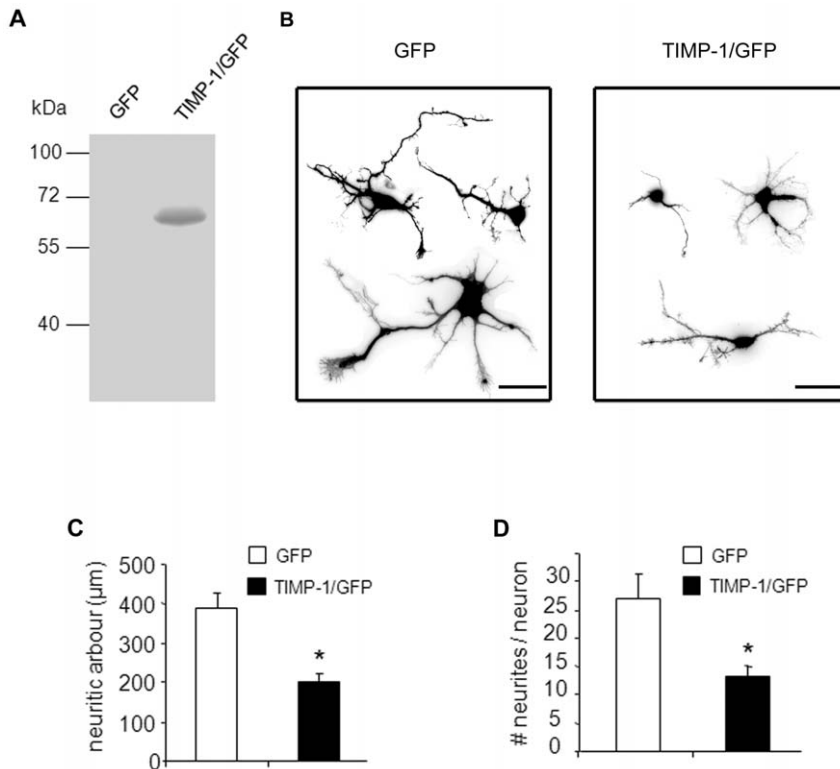 A
kDa
GFP
TIMP-1/GFP
100
72
55
40
B
GFP
TIMP-1/GFP
C
neuritic arbour (µm)
500
400
300
200
100
0
GFP
TIMP-1/GFP
*
D
# neurites / neuron
30
25
20
15
10
5
0
GFP
TIMP-1/GFP
*